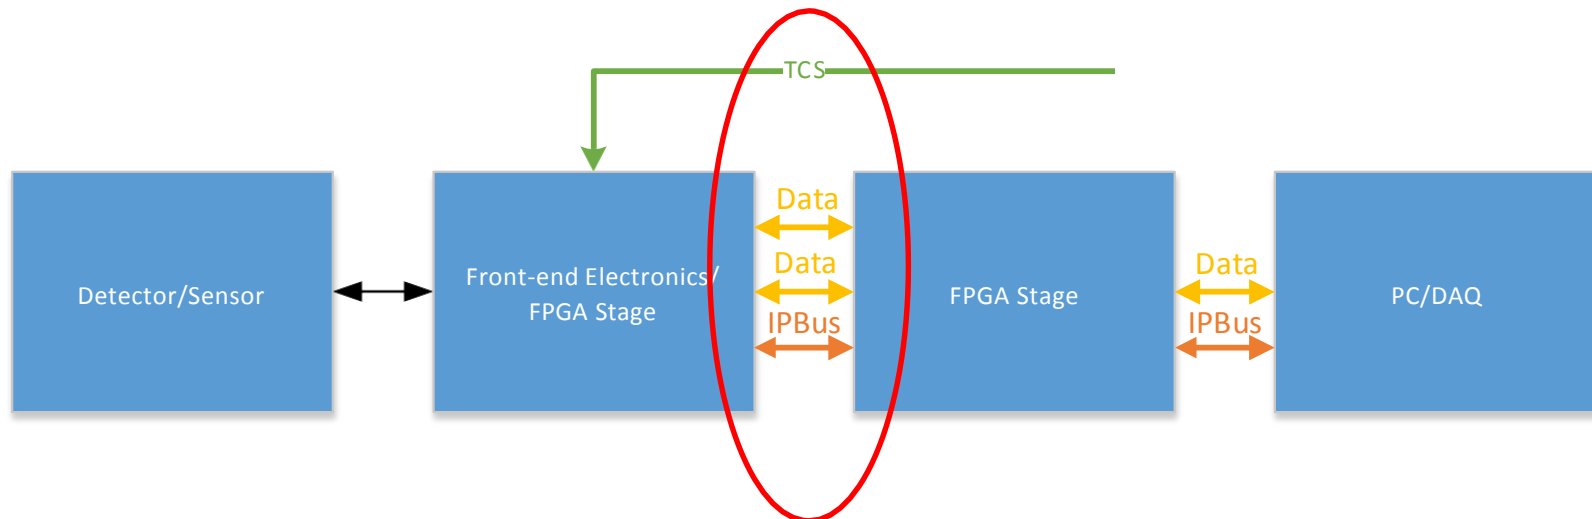 TCS
Detector/Sensor
Front-end Electronics/
FPGA Stage
Data
Data
IPBus
FPGA Stage
Data
IPBus
PC/DAQ